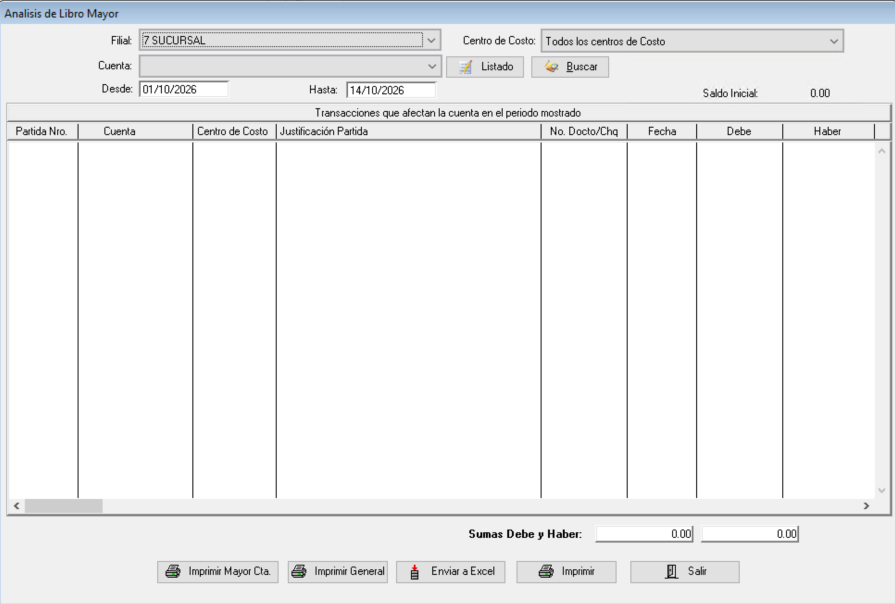 Analisis de Libro Mayor
Filial: 7 SUCURSAL Centro de Costo: Todos los centros de Costo
Cuenta: Listado Buscar
Desde: 01/10/2026 Hasta: 14/10/2026 Saldo Inicial: 0.00
Transacciones que afectan la cuenta en el periodo mostrado
Partida Nro. Cuenta Centro de Costo Justificación Partida No. Docto/Chq Fecha Debe Haber
Sumas Debe y Haber: 0.00 0.00
Imprimir Mayor Cta. Imprimir General Enviar a Excel Imprimir Salir